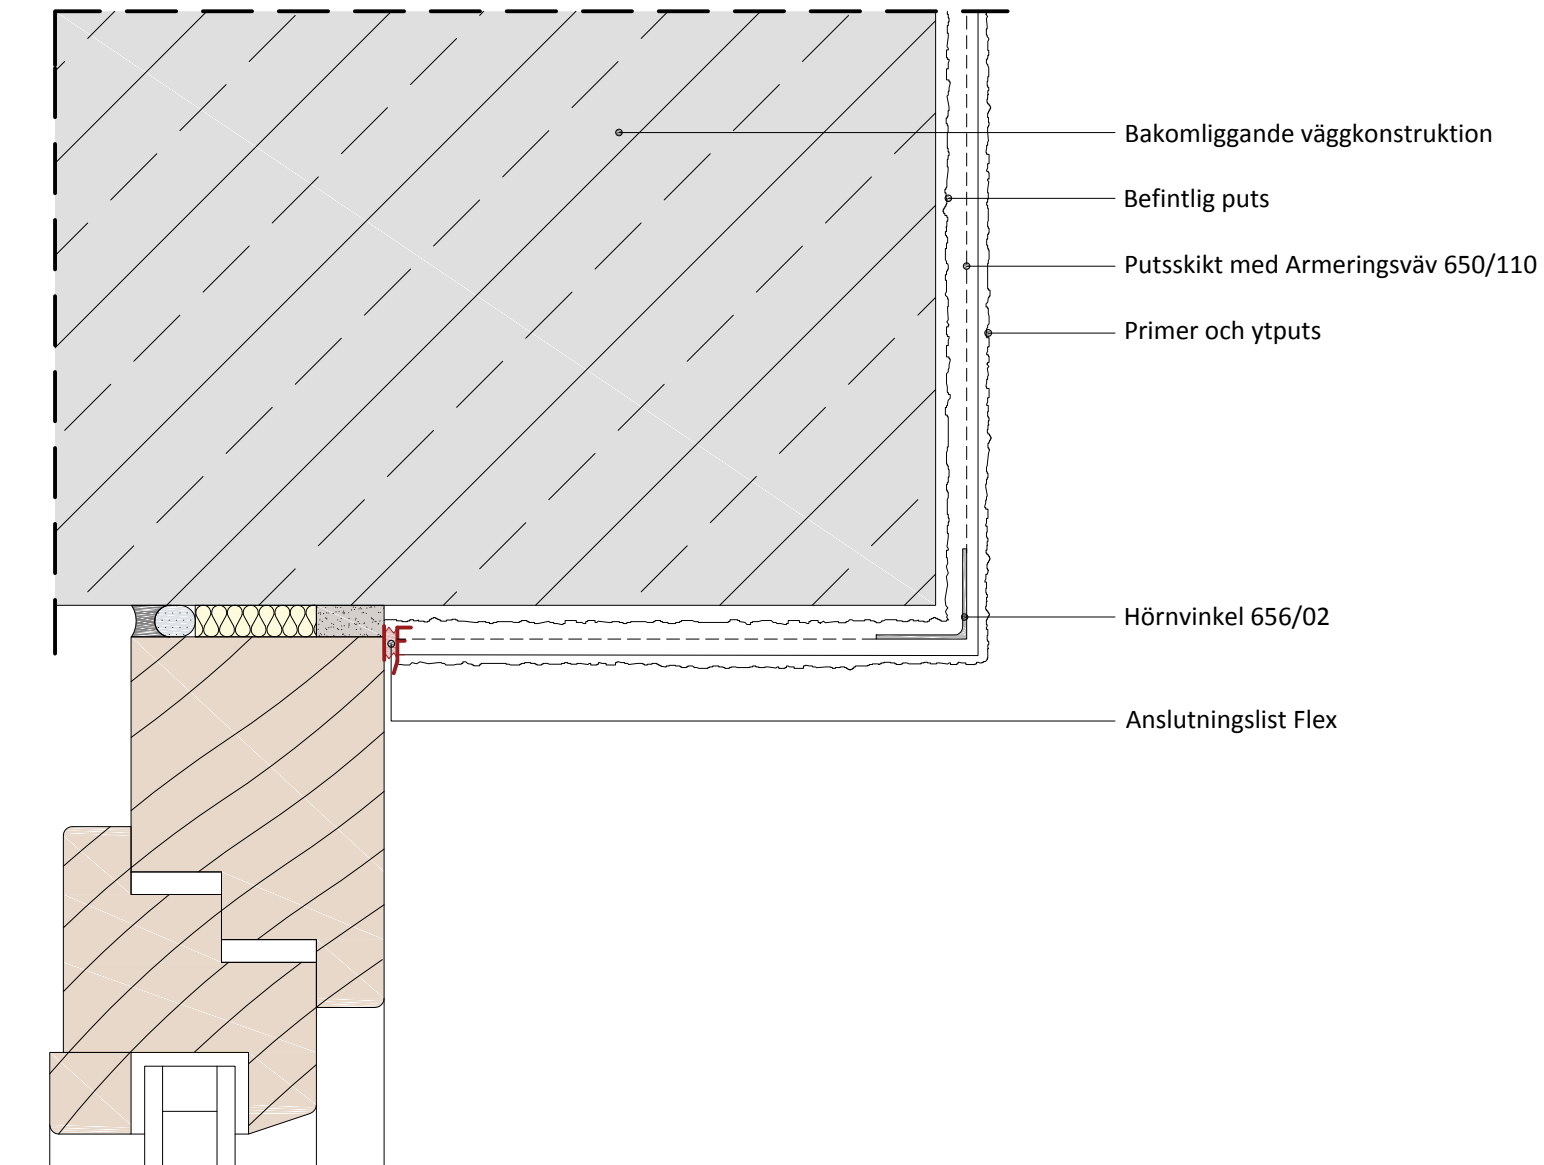 Bakomliggande väggkonstruktion
Befintlig puts
Putsskikt med Armeringsväv 650/110
Primer och ytputs
Hörnvinkel 656/02
Anslutningslist Flex